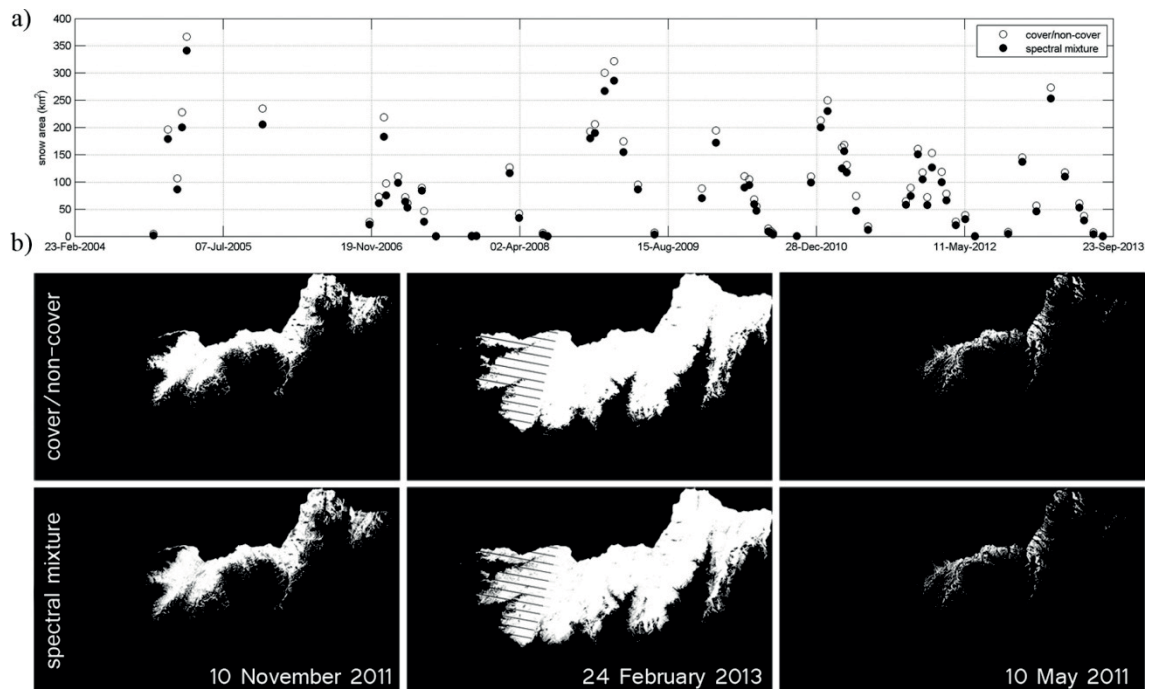 a)
400
350
300
250
200
150
100
50
0
snow area (km²)
cover/non-cover
spectral mixture
23-Feb-2004 07-Jul-2005 19-Nov-2006 02-Apr-2008 15-Aug-2009 28-Dec-2010 11-May-2012 23-Sep-2013
b)
cover/non-cover
spectral mixture
10 November 2011
24 February 2013
10 May 2011